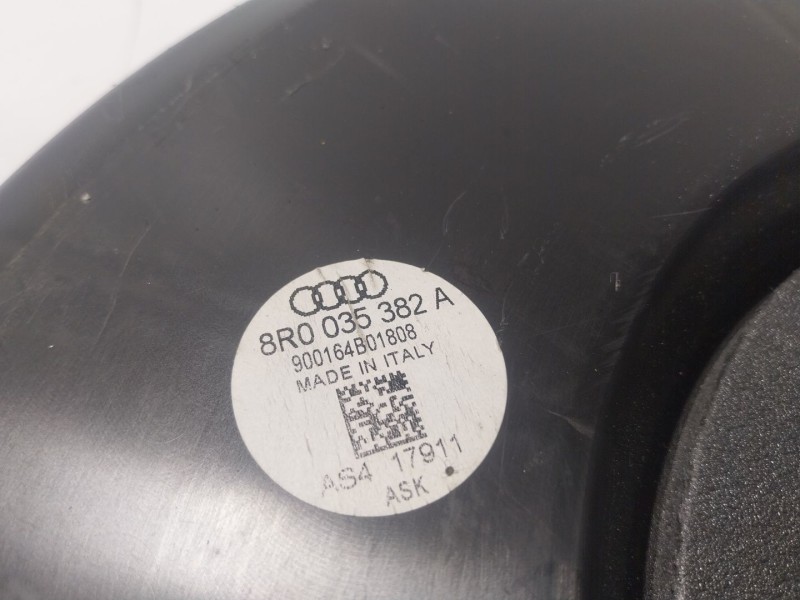 8R0 035 382 A
900164B01808
MADE IN ITALY
AS4 17911
ASK